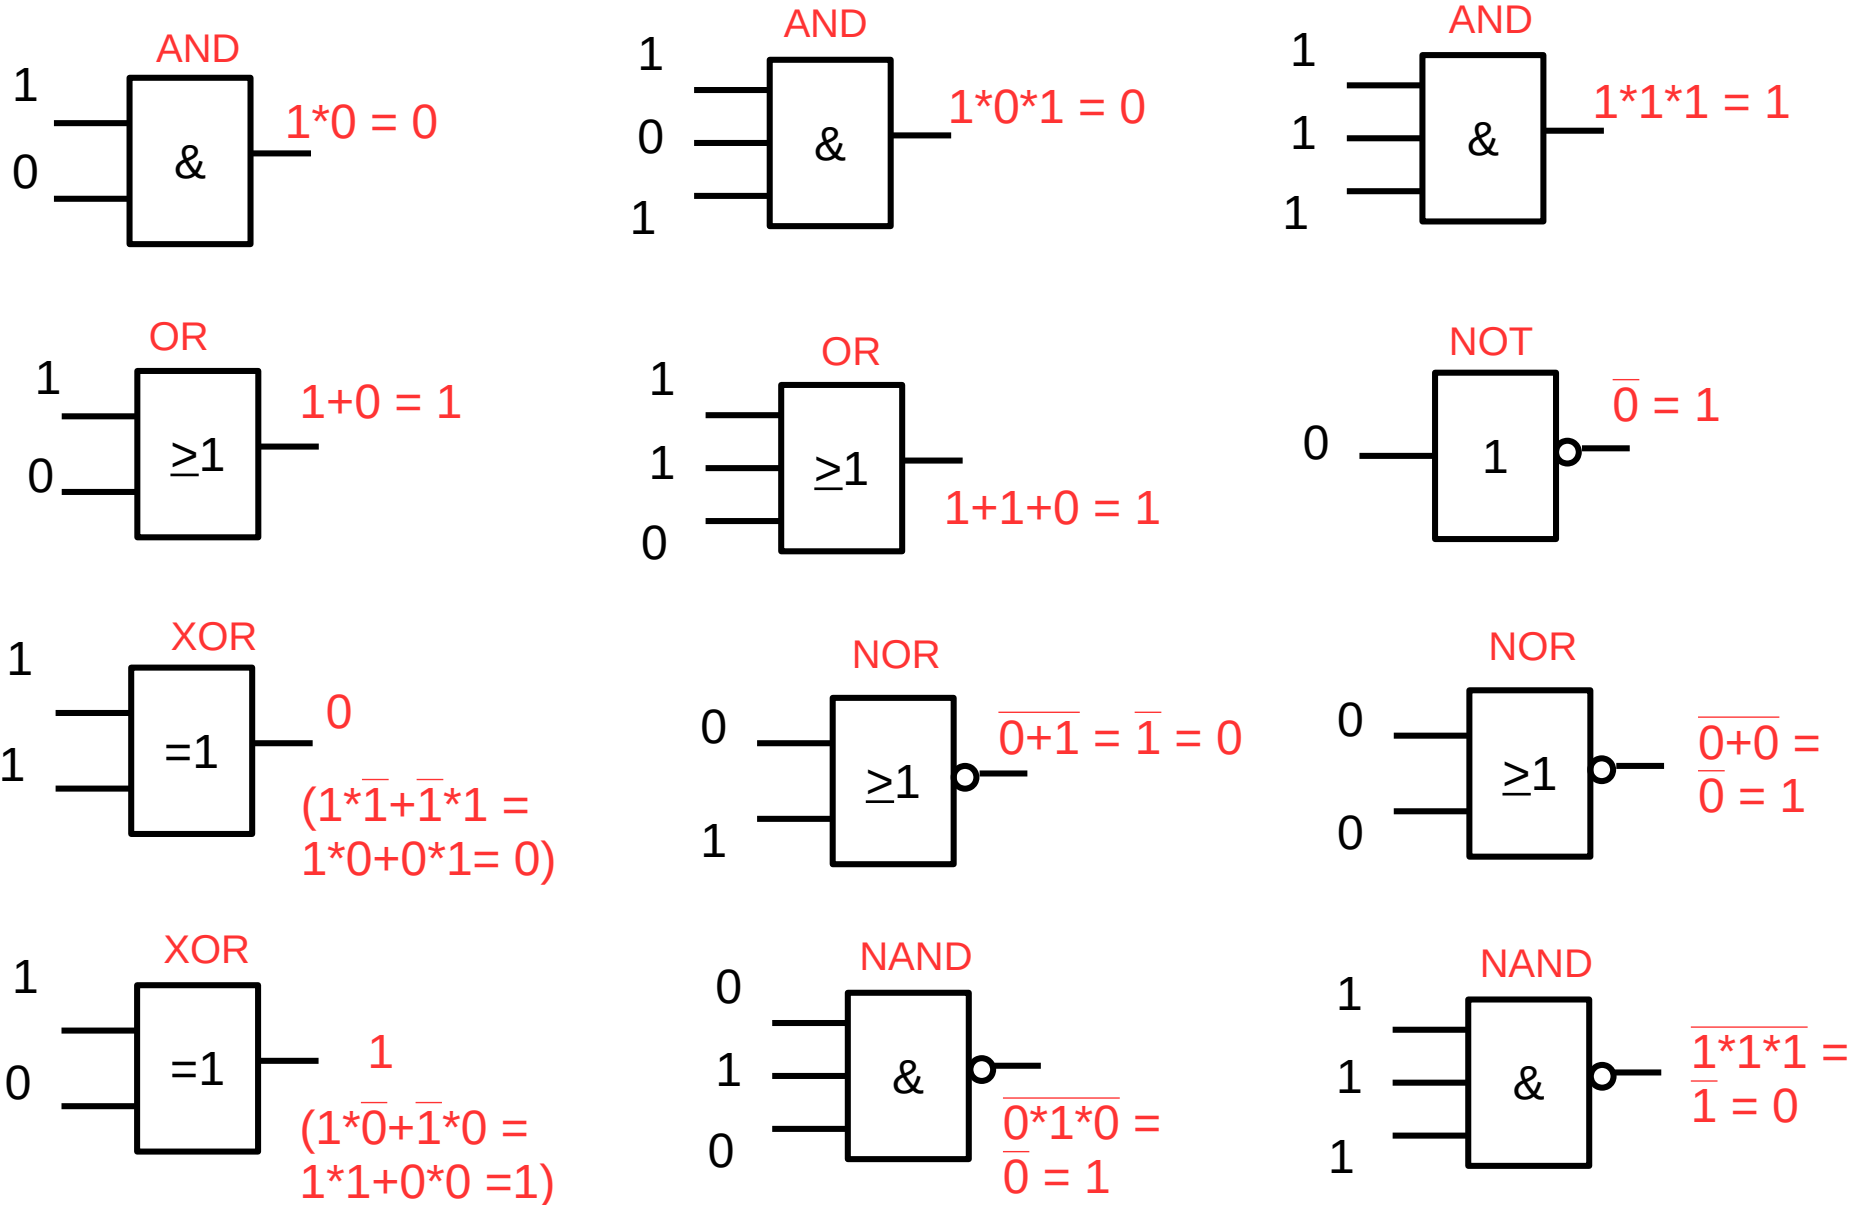 AND
1
0
&
1*0 = 0
AND
1
0
1
&
1*0*1 = 0
AND
1
1
1
&
1*1*1 = 1
OR
1
0
≥1
1+0 = 1
OR
1
1
0
≥1
1+1+0 = 1
NOT
0
1
0̅ = 1
XOR
1
1
=1
0
(1*1̅+1̅*1 =
1*0+0*1= 0)
NOR
0
1
≥1
0̅+̅1̅ = 1̅ = 0
NOR
0
0
≥1
0̅+̅0̅ =
0̅ = 1
XOR
1
0
=1
1
(1*0̅+1̅*0 =
1*1+0*0 =1)
NAND
0
1
0
&
0̅*̅1̅*̅0̅ =
0̅ = 1
NAND
1
1
1
&
1̅*̅1̅*̅1̅ =
1̅ = 0